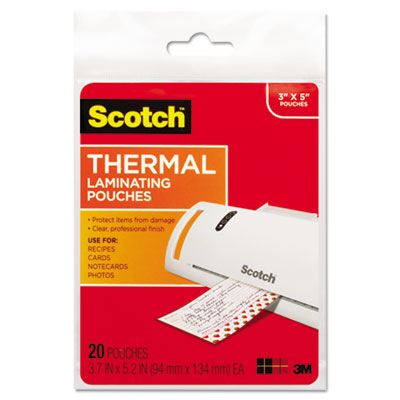 Scotch
3" X 5"
POUCHES
THERMAL
LAMINATING
POUCHES
• Protect items from damage
• Clear, professional finish
USE FOR:
RECIPES
CARDS
NOTECARDS
PHOTOS
Scotch
20 POUCHES
3.7 IN x 5.2 IN (94 mm x 134 mm) EA
3M